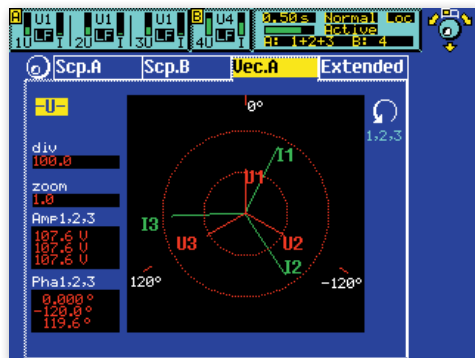 A U1 U1 U1 B U4 0.50s Normal Loc
LF LF LF LF Active
1U I 2U I 3U I 4U I A: 1+2+3 B: 4
Scp.A Scp.B Vec.A Extended
-U-
0°
1,2,3
div
100.0
zoom
1.0
Amp1,2,3
107.6 V
107.6 V
107.6 V
Pha1,2,3
0.000°
-120.0°
119.6°
I1
U1
I3
U3
U2
I2
120°
-120°